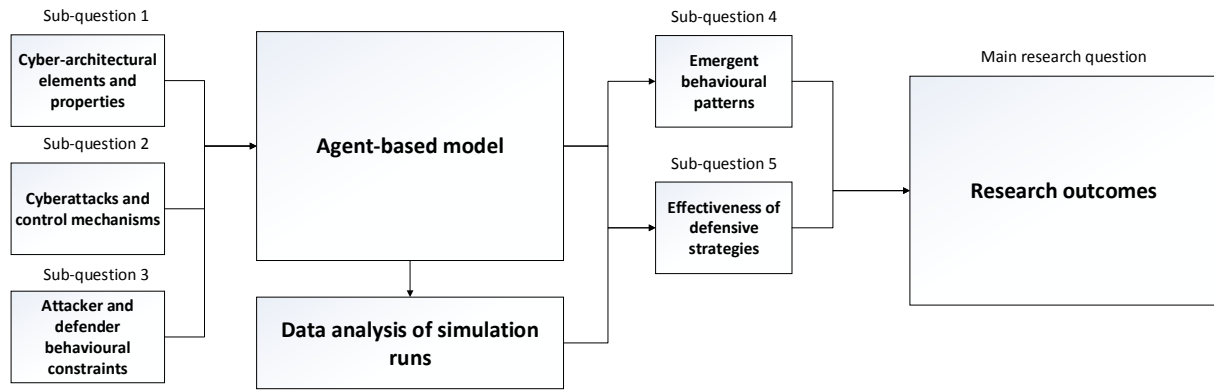 Sub-question 1
Cyber-architectural
elements and
properties
Sub-question 2
Cyberattacks and
control mechanisms
Sub-question 3
Attacker and
defender
behavioural
constraints
Agent-based model
Data analysis of simulation
runs
Sub-question 4
Emergent
behavioural
patterns
Sub-question 5
Effectiveness of
defensive
strategies
Main research question
Research outcomes